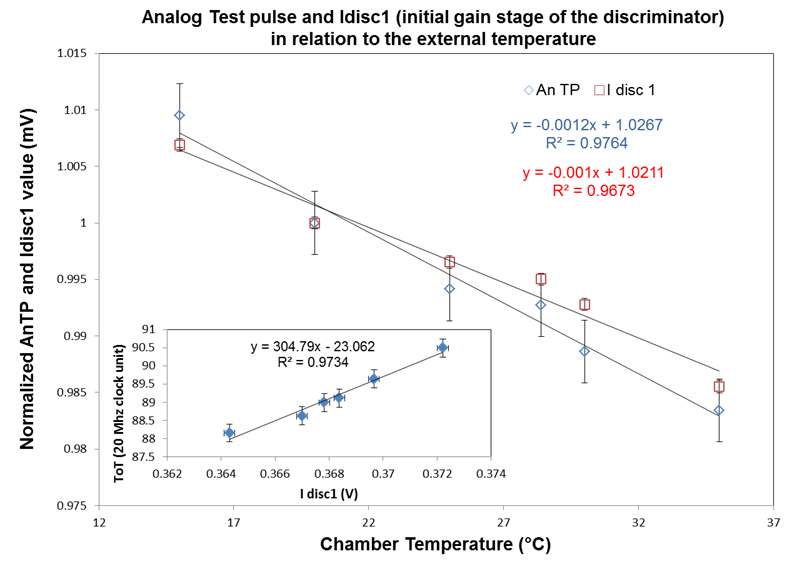 Analog Test pulse and Idisc1 (initial gain stage of the discriminator)
in relation to the external temperature
Normalized AnTP and Idisc1 value (mV)
1.015
1.01
1.005
1
0.995
0.99
0.985
0.98
0.975
An TP
I disc 1
y = -0.0012x + 1.0267
R² = 0.9764
y = -0.001x + 1.0211
R² = 0.9673
ToT (20 Mhz clock unit)
91
90.5
90
89.5
89
88.5
88
87.5
y = 304.79x - 23.062
R² = 0.9734
0.362
0.364
0.366
0.368
0.37
0.372
0.374
I disc1 (V)
12
17
22
27
32
37
Chamber Temperature (°C)